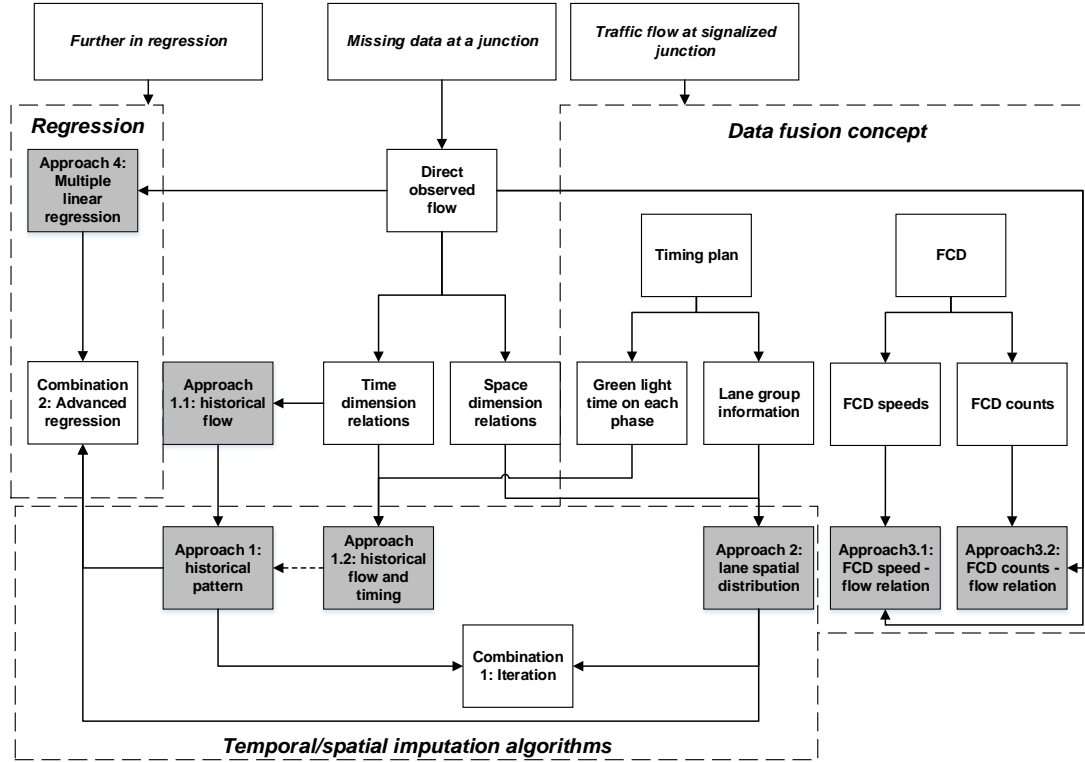 Further in regression
Missing data at a junction
Traffic flow at signalized
junction
Regression
Data fusion concept
Approach 4:
Multiple
linear
regression
Direct
observed
flow
Timing plan
FCD
Combination
2: Advanced
regression
Approach
1.1: historical
flow
Time
dimension
relations
Space
dimension
relations
Green light
time on each
phase
Lane group
information
FCD speeds
FCD counts
Approach 1:
historical
pattern
Approach
1.2: historical
flow and
timing
Approach 2:
lane spatial
distribution
Approach3.1:
FCD speed -
flow relation
Approach3.2:
FCD counts -
flow relation
Combination
1: Iteration
Temporal/spatial imputation algorithms